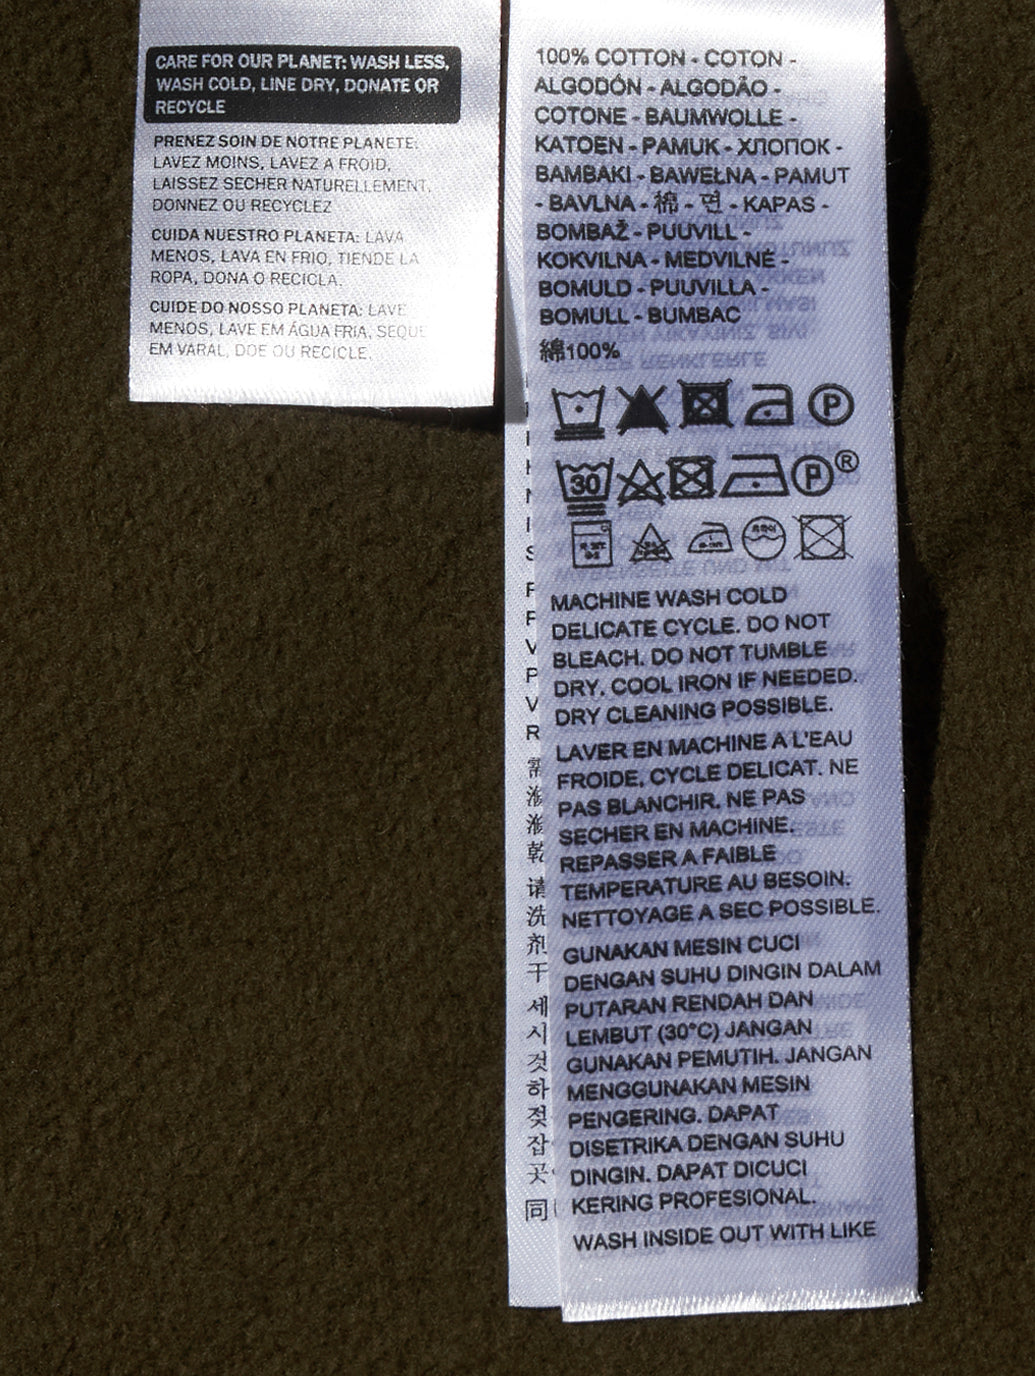 CARE FOR OUR PLANET: WASH LESS,
WASH COLD, LINE DRY, DONATE OR
RECYCLE
PRENEZ SOIN DE NOTRE PLANETE:
LAVEZ MOINS, LAVEZ A FROID,
LAISSEZ SECHER NATURELLEMENT,
DONNEZ OU RECYCLEZ
CUIDA NUESTRO PLANETA: LAVA
MENOS, LAVA EN FRIO, TIENDE LA
ROPA, DONA O RECICLA.
CUIDE DO NOSSO PLANETA: LAVE
MENOS, LAVE EM ÁGUA FRIA, SEQUE
EM VARAL, DOE OU RECICLE.
100% COTTON - COTON -
ALGODÓN - ALGODÃO -
COTONE - BAUMWOLLE -
KATOEN - PAMUK - ХЛОПОК -
BAMBAKI - BAWEŁNA - PAMUT
- BAVLNA - 棉 - 면 - KAPAS -
BOMBAŽ - PUUVILL -
KOKVILNA - MEDVILNĖ -
BOMULD - PUUVILLA -
BOMULL - BUMBAC
綿100%
P
30 P ®
MACHINE WASH COLD
DELICATE CYCLE. DO NOT
BLEACH. DO NOT TUMBLE
DRY. COOL IRON IF NEEDED.
DRY CLEANING POSSIBLE.
LAVER EN MACHINE A L'EAU
FROIDE, CYCLE DELICAT. NE
PAS BLANCHIR. NE PAS
SECHER EN MACHINE.
REPASSER A FAIBLE
TEMPERATURE AU BESOIN.
NETTOYAGE A SEC POSSIBLE.
GUNAKAN MESIN CUCI
DENGAN SUHU DINGIN DALAM
PUTARAN RENDAH DAN
LEMBUT (30°C) JANGAN
GUNAKAN PEMUTIH. JANGAN
MENGGUNAKAN MESIN
PENGERING. DAPAT
DISETRIKA DENGAN SUHU
DINGIN. DAPAT DICUCI
KERING PROFESIONAL.
WASH INSIDE OUT WITH LIKE